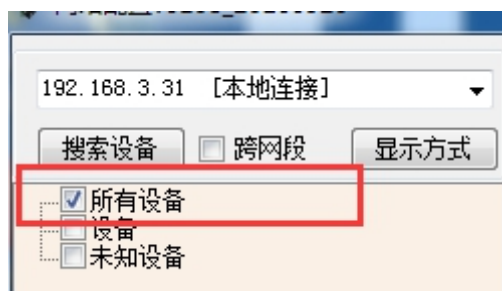 192.168.3.31 [本地连接]
搜索设备 跨网段 显示方式
所有设备
设备
未知设备